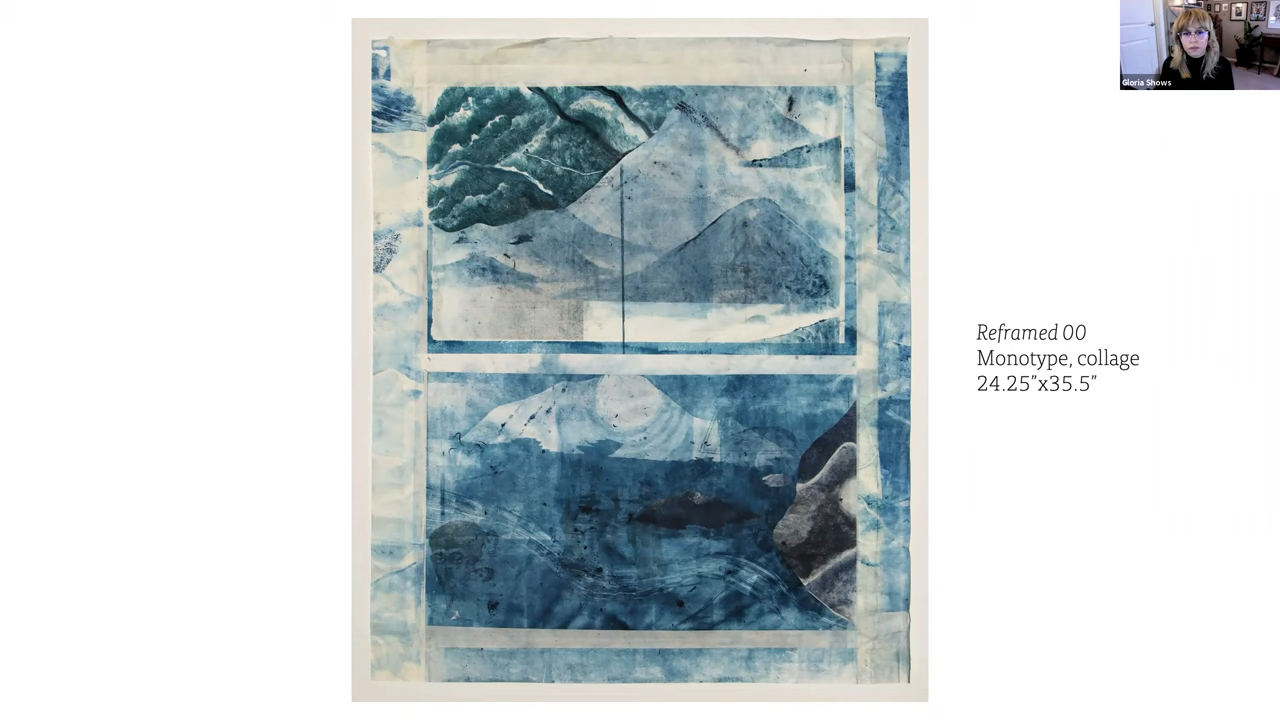 Gloria Shows
Reframed 00
Monotype, collage
24.25”x35.5”